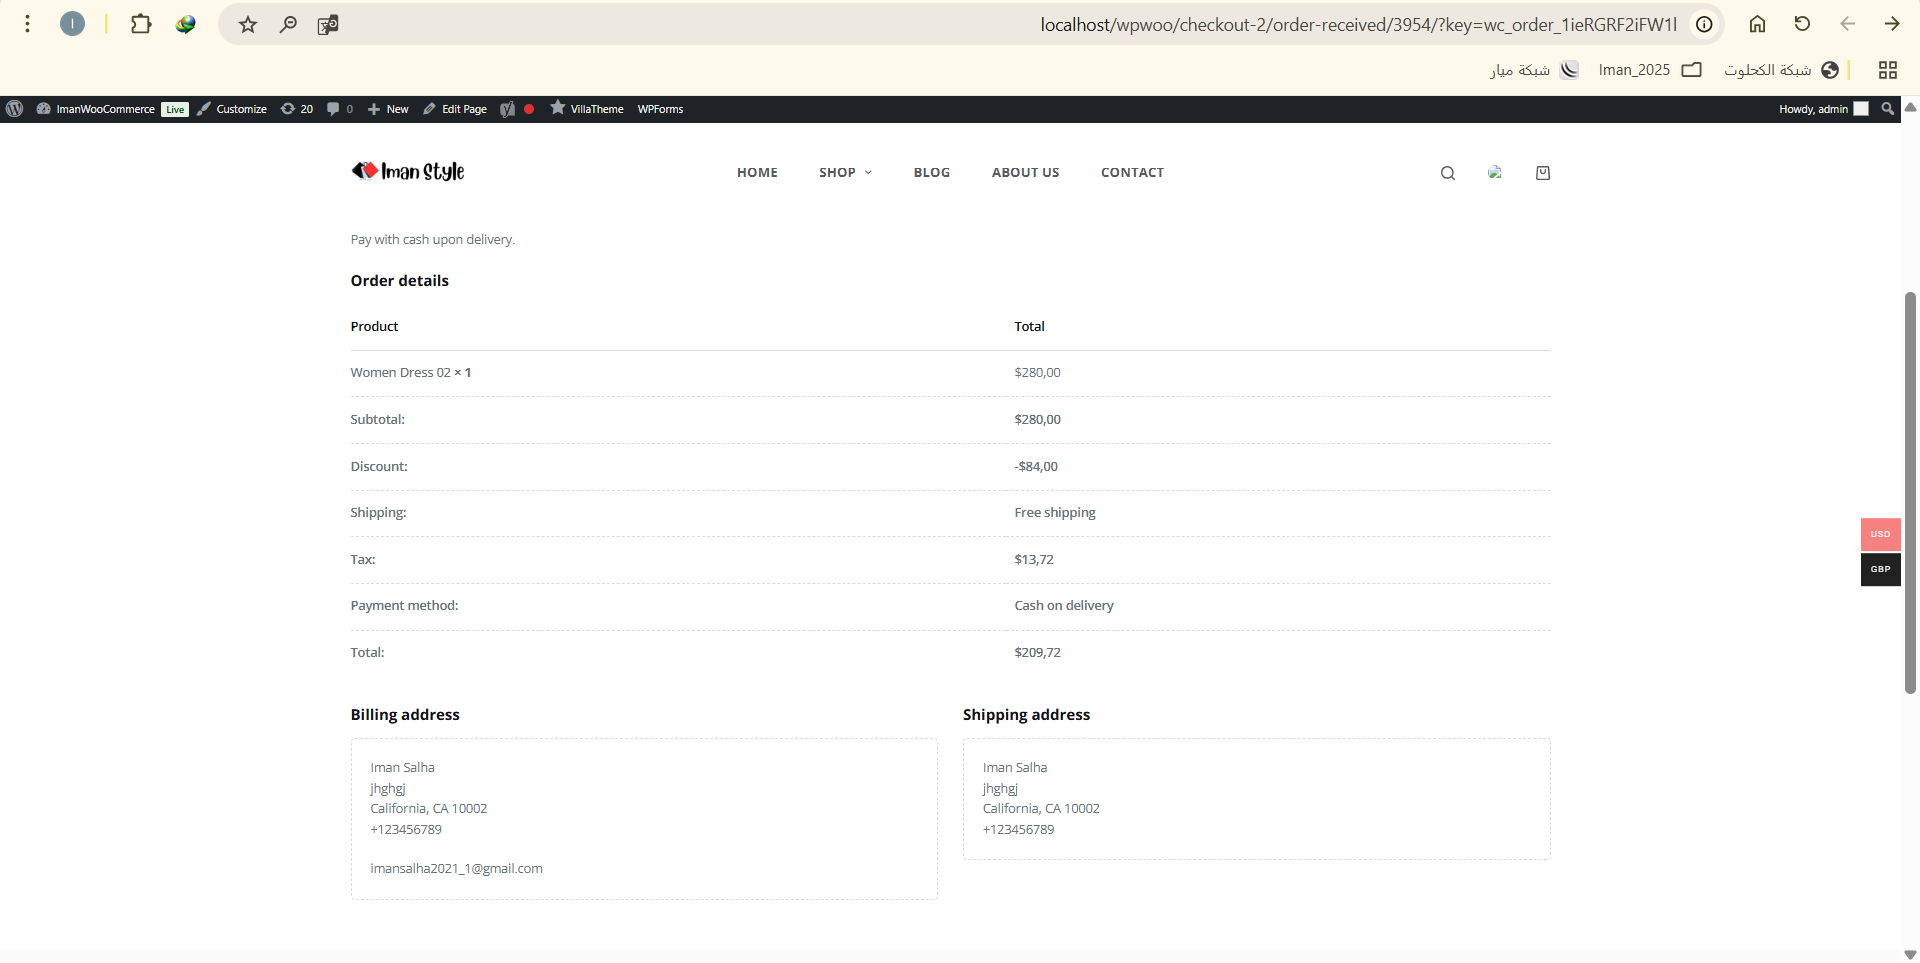 localhost/wpwoo/checkout-2/order-received/3954/?key=wc_order_1ieRGRF2iFW1l
شبكة ميار
Iman_2025
شبكة الكحلوت
ImanWooCommerce Live Customize 20 0 New Edit Page VillaTheme WPForms Howdy, admin
Iman Style
HOME SHOP BLOG ABOUT US CONTACT
Pay with cash upon delivery.
Order details
Product Total
Women Dress 02 × 1 $280,00
Subtotal: $280,00
Discount: -$84,00
Shipping: Free shipping
Tax: $13,72
Payment method: Cash on delivery
Total: $209,72
USD
GBP
Billing address
Iman Salha
jhghgj
California, CA 10002
+123456789
imansalha2021_1@gmail.com
Shipping address
Iman Salha
jhghgj
California, CA 10002
+123456789